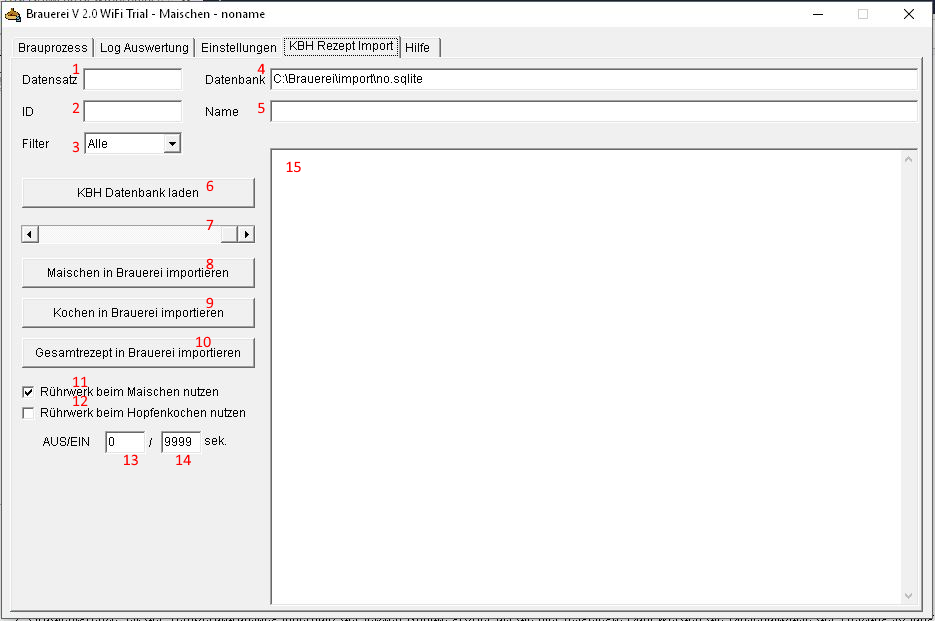 Brauerei V 2.0 WiFi Trial - Maischen - noname
Brauprozess Log Auswertung Einstellungen KBH Rezept Import Hilfe
1 4
Datensatz Datenbank C:\Brauerei\import\no.sqlite
ID 2 Name 5
Filter 3 Alle
15
KBH Datenbank laden 6
7
8
Maischen in Brauerei importieren
9
Kochen in Brauerei importieren
10
Gesamtrezept in Brauerei importieren
11
Rührwerk beim Maischen nutzen
12
Rührwerk beim Hopfenkochen nutzen
AUS/EIN 0 / 9999 sek.
13 14